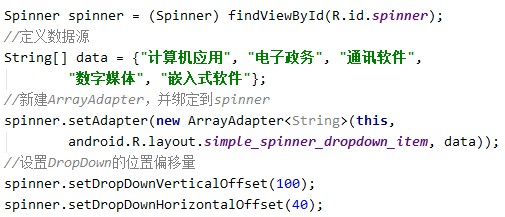 Spinner spinner = (Spinner) findViewById(R.id.spinner);
//定义数据源
String[] data = {"计算机应用", "电子政务", "通讯软件",
        "数字媒体", "嵌入式软件"};
//新建ArrayAdapter，并绑定到spinner
spinner.setAdapter(new ArrayAdapter<String>(this,
        android.R.layout.simple_spinner_dropdown_item, data));
//设置DropDown的位置偏移量
spinner.setDropDownVerticalOffset(100);
spinner.setDropDownHorizontalOffset(40);